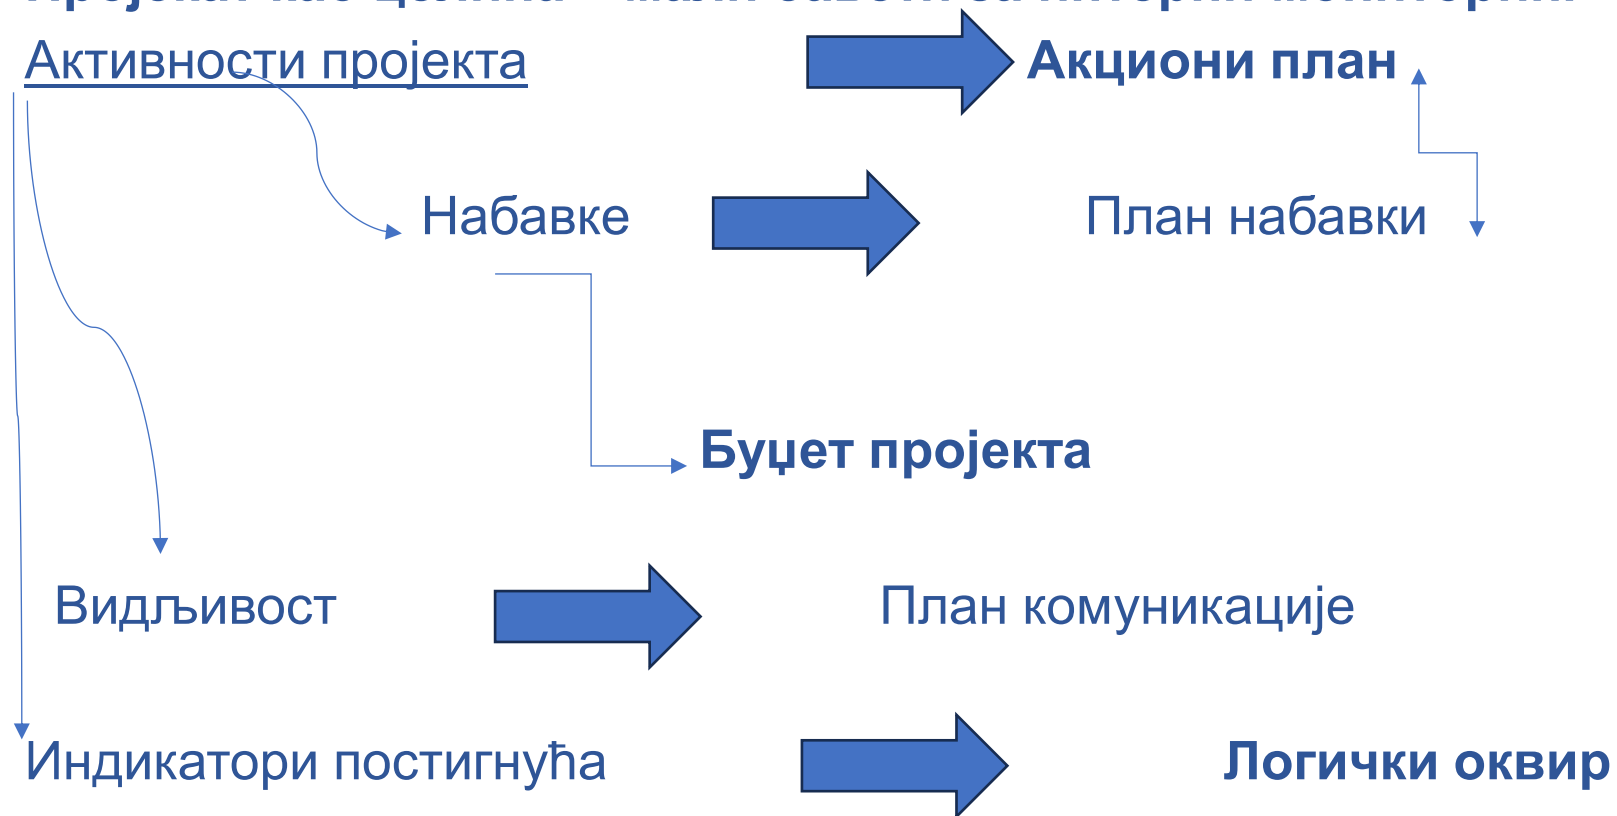 Активности пројекта Акциони план
Набавке План набавки
Буџет пројекта
Видљивост План комуникације
Индикатори постигнућа Логички оквир